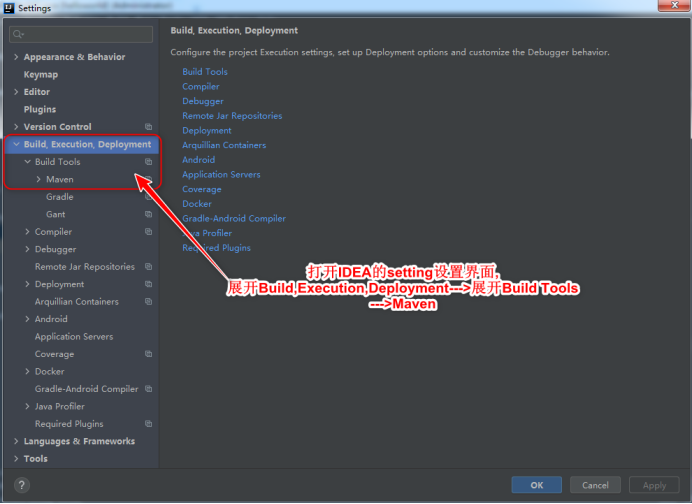 Settings
Appearance & Behavior
Keymap
Editor
Plugins
Version Control
Build, Execution, Deployment
Build Tools
Maven
Gradle
Gant
Compiler
Debugger
Remote Jar Repositories
Deployment
Arquillian Containers
Android
Application Servers
Coverage
Docker
Gradle-Android Compiler
Java Profiler
Required Plugins
Languages & Frameworks
Tools
Build, Execution, Deployment
Configure the project Execution settings, set up Deployment options and customize the Debugger behavior.
Build Tools
Compiler
Debugger
Remote Jar Repositories
Deployment
Arquillian Containers
Android
Application Servers
Coverage
Docker
Gradle-Android Compiler
Java Profiler
Required Plugins
打开IDEA的setting设置界面,
展开Build,Execution,Deployment--->展开Build Tools
--->Maven
?
OK
Cancel
Apply